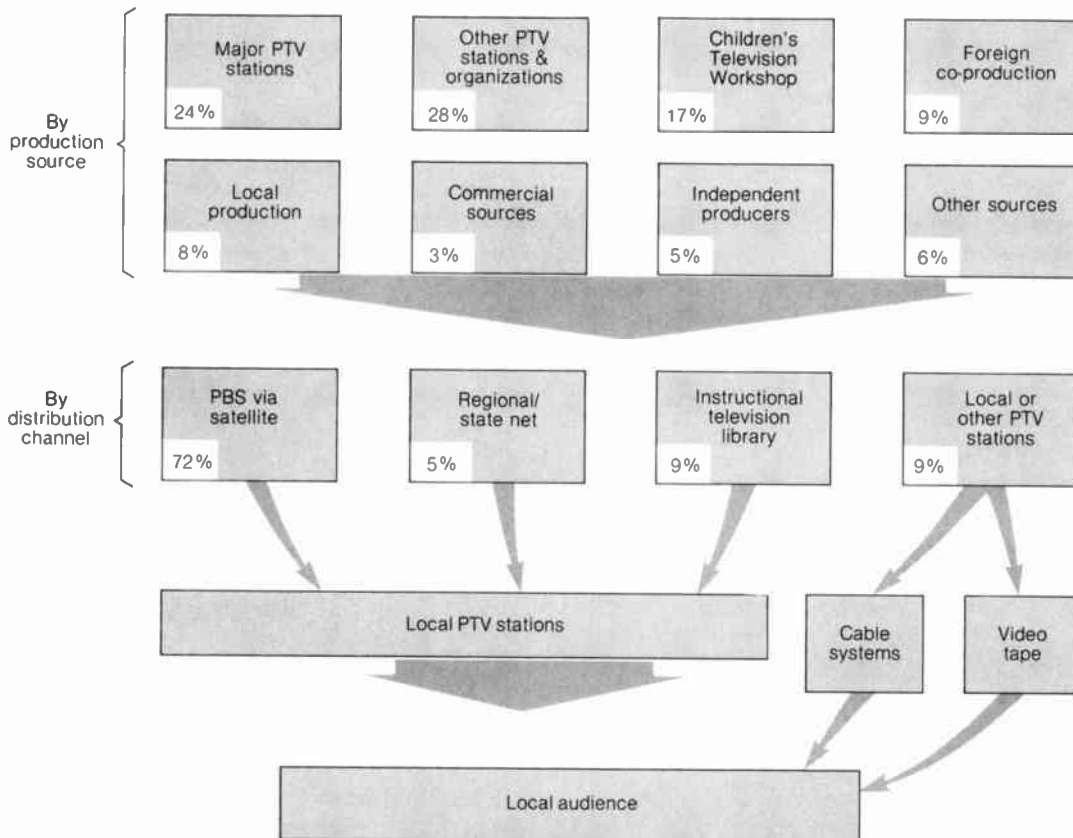 By
production
source
Major PTV
stations
24%
Other PTV
stations &
organizations
28%
Children's
Television
Workshop
17%
Foreign
co-production
9%
Local
production
8%
Commercial
sources
3%
Independent
producers
5%
Other sources
6%
By
distribution
channel
PBS via
satellite
72%
Regional/
state net
5%
Instructional
television
library
9%
Local or
other PTV
stations
9%
Local PTV stations
Cable
systems
Video
tape
Local audience